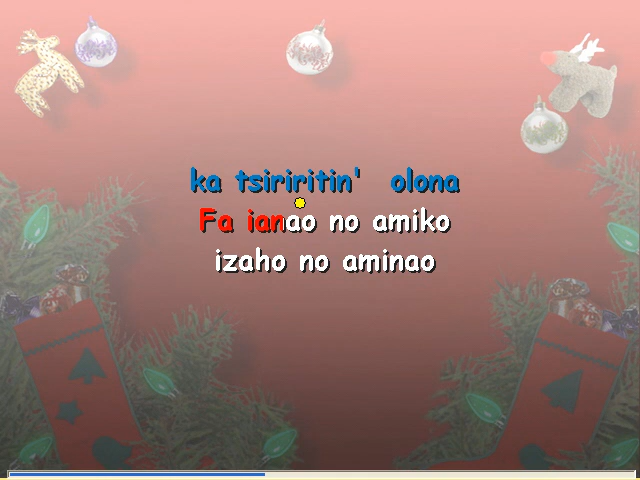 ka tsiriritin' olona
Fa ianao no amiko
izaho no aminao